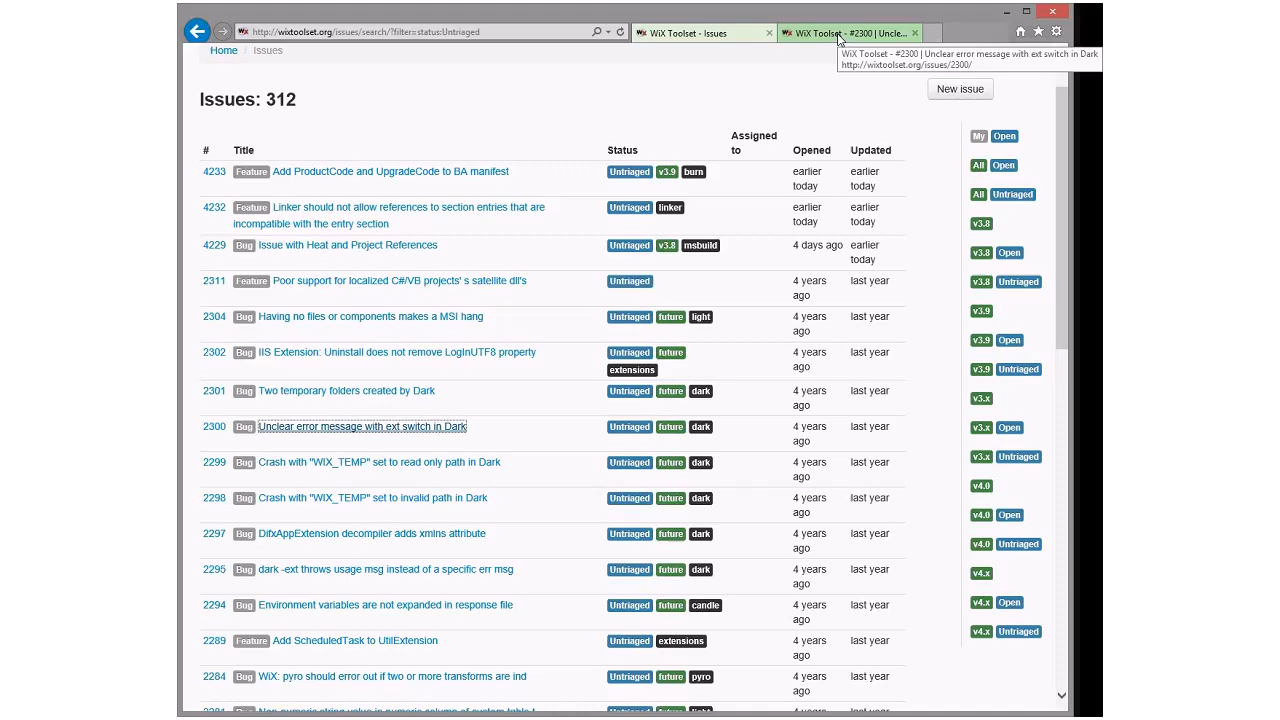 http://wixtoolset.org/issues/search/?filter=status:Untriaged
WiX Toolset - Issues
WiX Toolset - #2300 | Uncle...
WiX Toolset - #2300 | Unclear error message with ext switch in Dark
http://wixtoolset.org/issues/2300/
Home / Issues
Issues: 312
New issue
# Title Status Assigned to Opened Updated
4233 Feature Add ProductCode and UpgradeCode to BA manifest Untriaged v3.9 burn earlier today earlier today
4232 Feature Linker should not allow references to section entries that are incompatible with the entry section Untriaged linker earlier today earlier today
4229 Bug Issue with Heat and Project References Untriaged v3.8 msbuild 4 days ago earlier today
2311 Feature Poor support for localized C#/VB projects' s satellite dll's Untriaged 4 years ago last year
2304 Bug Having no files or components makes a MSI hang Untriaged future light 4 years ago last year
2302 Bug IIS Extension: Uninstall does not remove LogInUTF8 property Untriaged future extensions 4 years ago last year
2301 Bug Two temporary folders created by Dark Untriaged future dark 4 years ago last year
2300 Bug Unclear error message with ext switch in Dark Untriaged future dark 4 years ago last year
2299 Bug Crash with "WIX_TEMP" set to read only path in Dark Untriaged future dark 4 years ago last year
2298 Bug Crash with "WIX_TEMP" set to invalid path in Dark Untriaged future dark 4 years ago last year
2297 Bug DifxAppExtension decompiler adds xmlns attribute Untriaged future dark 4 years ago last year
2295 Bug dark -ext throws usage msg instead of a specific err msg Untriaged future dark 4 years ago last year
2294 Bug Environment variables are not expanded in response file Untriaged future candle 4 years ago last year
2289 Feature Add ScheduledTask to UtilExtension Untriaged extensions 4 years ago last year
2284 Bug WiX: pyro should error out if two or more transforms are ind Untriaged future pyro 4 years ago last year
My Open
All Open
All Untriaged
v3.8
v3.8 Open
v3.8 Untriaged
v3.9
v3.9 Open
v3.9 Untriaged
v3.x
v3.x Open
v3.x Untriaged
v4.0
v4.0 Open
v4.0 Untriaged
v4.x
v4.x Open
v4.x Untriaged